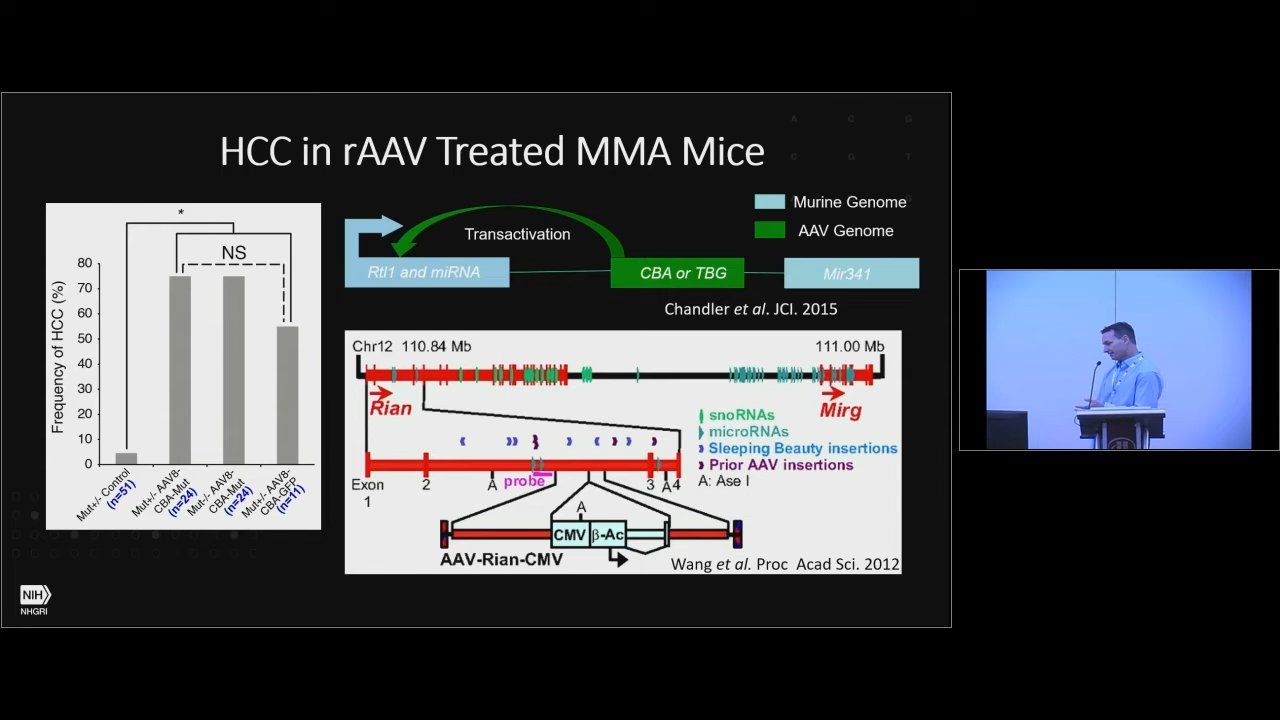 HCC in rAAV Treated MMA Mice
A C G
C G T
Murine Genome
AAV Genome
Transactivation
Rtl1 and miRNA
CBA or TBG
Mir341
Chandler et al. JCI. 2015
*
NS
Frequency of HCC (%)
80
70
60
50
40
30
20
10
0
Mut+/- Control
(n=51)
Mut+/- AAV8-
CBA-Mut
(n=24)
Mut-/- AAV8-
CBA-Mut
(n=24)
Mut+/- AAV8-
CBA-GFP
(n=11)
Chr12 110.84 Mb
111.00 Mb
Rian
Mirg
snoRNAs
microRNAs
Sleeping Beauty insertions
Prior AAV insertions
A: Ase I
probe
Exon
1
2
A
3
A
4
A
CMV
β-Ac
AAV-Rian-CMV
Wang et al. Proc Acad Sci. 2012
NIH
NHGRI